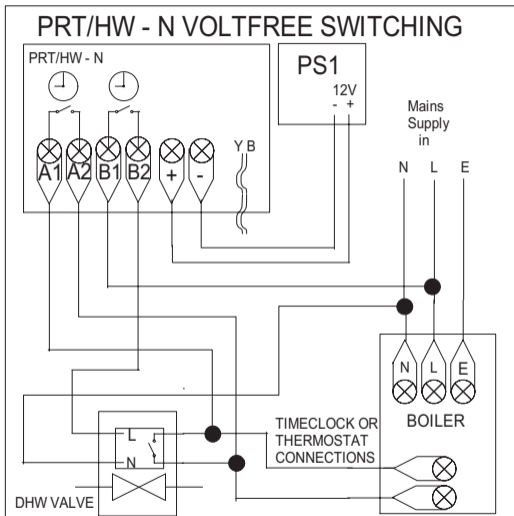 PRT/HW - N VOLTFREE SWITCHING
PRT/HW - N
PS1
12V
- +
Mains
Supply
in
N L E
Y B
A1 A2 B1 B2 + -
N L E
BOILER
TIMECLOCK OR
THERMOSTAT
CONNECTIONS
L
N
DHW VALVE